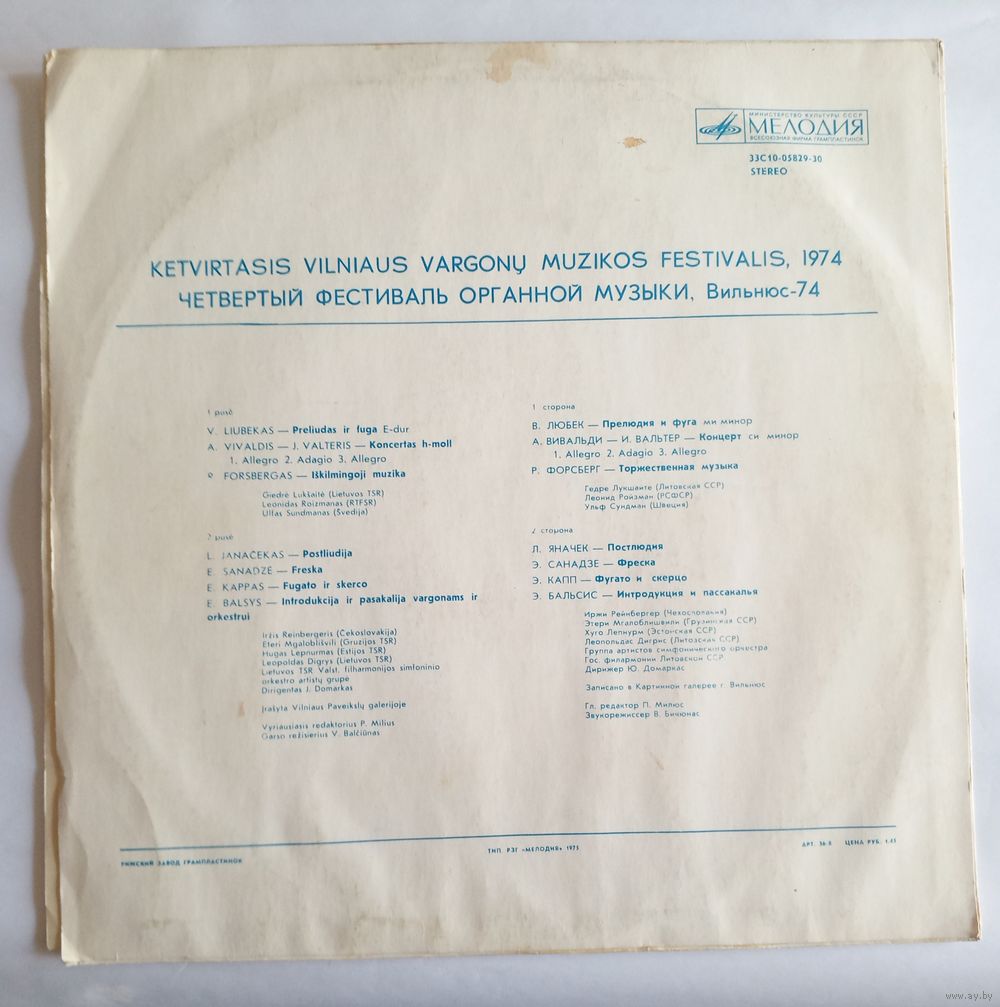 МИНИСТЕРСТВО КУЛЬТУРЫ СССР
МЕЛОДИЯ
ВСЕСОЮЗНАЯ ФИРМА ГРАМПЛАСТИНОК
33С10-05829-30
STEREO
KETVIRTASIS VILNIAUS VARGONŲ MUZIKOS FESTIVALIS, 1974
ЧЕТВЕРТЫЙ ФЕСТИВАЛЬ ОРГАННОЙ МУЗЫКИ, Вильнюс-74
1 pusė
V. LIUBEKAS — Preliudas ir fuga E-dur
A. VIVALDIS — J. VALTERIS — Koncertas h-moll
1. Allegro 2. Adagio 3. Allegro
R FORSBERGAS — Iškilmingoji muzika
Giedrė Lukšaitė (Lietuvos TSR)
Leonidas Roizmanas (RTFSR)
Ulfas Sundmanas (Švedija)
2 pusė
L. JANAČEKAS — Postliudija
E. SANADZĖ — Freska
E. KAPPAS — Fugato ir skerco
E. BALSYS — Introdukcija ir pasakalija vargonams ir
orkestrui
Iržis Reinbergeris (Čekoslovakija)
Eteri Mgaloblišvili (Gruzijos TSR)
Hugas Lepnurmas (Estijos TSR)
Leopoldas Digrys (Lietuvos TSR)
Lietuvos TSR Valst. filharmonijos simfoninio
orkestro artistų grupė
Dirigentas J. Domarkas
Įrašyta Vilniaus Paveikslų galerijoje
Vyriausiasis redaktorius P. Milius
Garso režisierius V. Balčiūnas
1 сторона
В. ЛЮБЕК — Прелюдия и фуга ми минор
А. ВИВАЛЬДИ — И. ВАЛЬТЕР — Концерт си минор
1. Allegro 2. Adagio 3. Allegro
Р. ФОРСБЕРГ — Торжественная музыка
Гедре Лукшайте (Литовская ССР)
Леонид Ройзман (РСФСР)
Ульф Сундман (Швеция)
2 сторона
Л. ЯНАЧЕК — Постлюдия
Э. САНАДЗЕ — Фреска
Э. КАПП — Фугато и скерцо
Э. БАЛЬСИС — Интродукция и пассакалья
Иржи Рейнбергер (Чехословакия)
Этери Мгалоблишвили (Грузинская ССР)
Хуго Лепнурм (Эстонская ССР)
Леопольдас Дигрис (Литовская ССР)
Группа артистов симфонического оркестра
Гос. филармонии Литовской ССР
Дирижер Ю. Домаркас
Записано в Картинной галерее г. Вильнюс
Гл. редактор П. Милюс
Звукорежиссер В. Бичюнас
РИЖСКИЙ ЗАВОД ГРАМПЛАСТИНОК
ТИП. РЗГ «МЕЛОДИЯ» 1975
АРТ. ЦЕНА РУБ. 1.45
www.ay.by